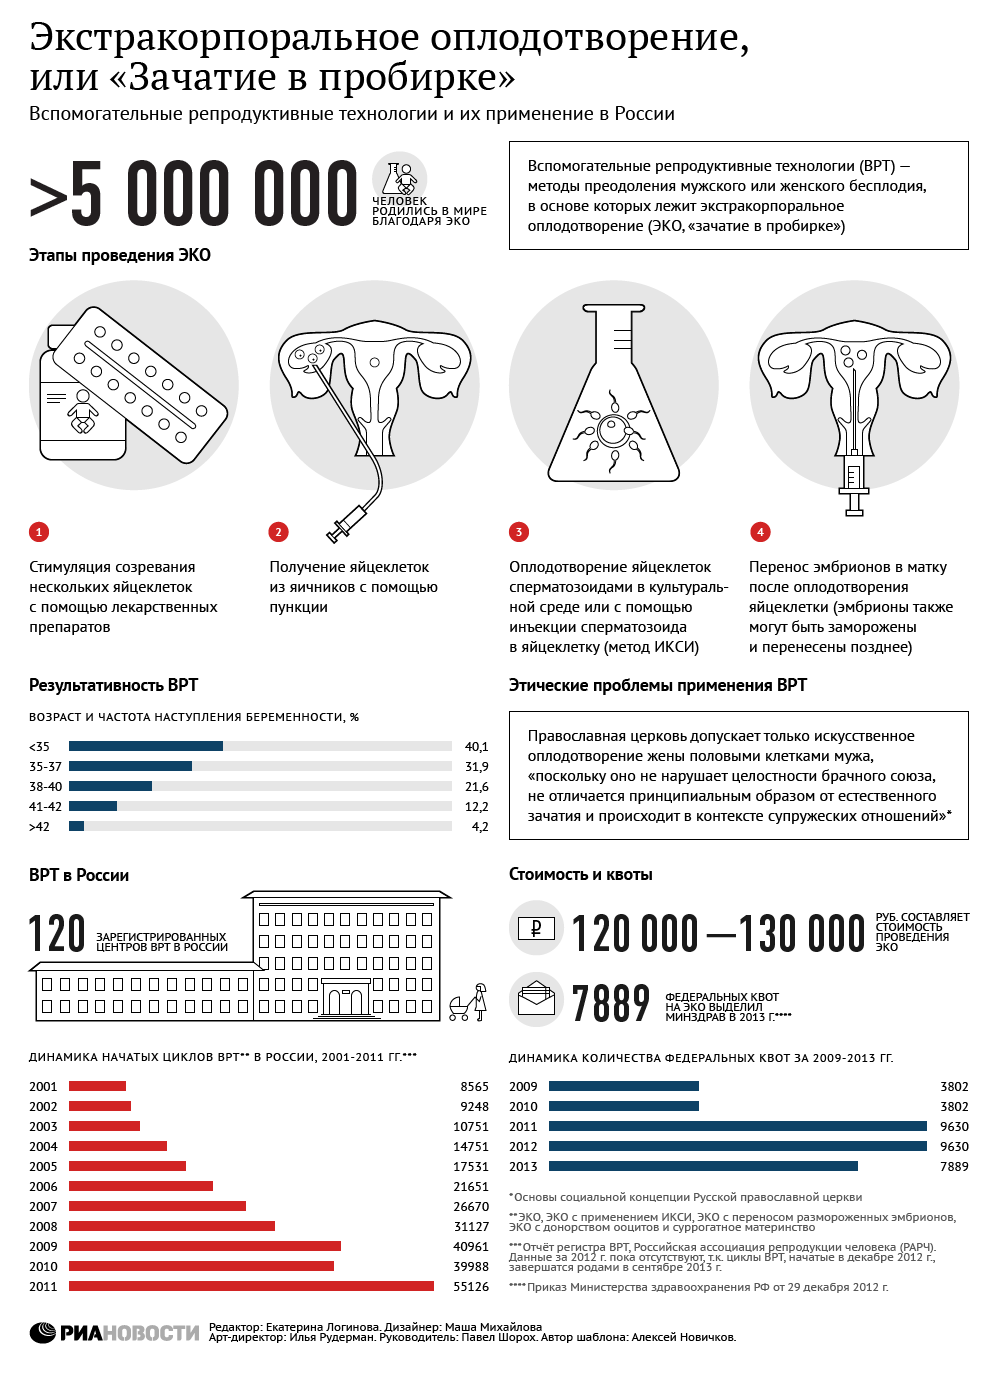 Экстракорпоральное оплодотворение,
или «Зачатие в пробирке»
Вспомогательные репродуктивные технологии и их применение в России
>5 000 000
ЧЕЛОВЕК
РОДИЛИСЬ В МИРЕ
БЛАГОДАРЯ ЭКО
Вспомогательные репродуктивные технологии (ВРТ) —
методы преодоления мужского или женского бесплодия,
в основе которых лежит экстракорпоральное
оплодотворение (ЭКО, «зачатие в пробирке»)
Этапы проведения ЭКО
1
Стимуляция созревания
нескольких яйцеклеток
с помощью лекарственных
препаратов
2
Получение яйцеклеток
из яичников с помощью
пункции
3
Оплодотворение яйцеклеток
сперматозоидами в культураль-
ной среде или с помощью
инъекции сперматозоида
в яйцеклетку (метод ИКСИ)
4
Перенос эмбрионов в матку
после оплодотворения
яйцеклетки (эмбрионы также
могут быть заморожены
и перенесены позднее)
Результативность ВРТ
ВОЗРАСТ И ЧАСТОТА НАСТУПЛЕНИЯ БЕРЕМЕННОСТИ, %
<35 40,1
35-37 31,9
38-40 21,6
41-42 12,2
>42 4,2
Этические проблемы применения ВРТ
Православная церковь допускает только искусственное
оплодотворение жены половыми клетками мужа,
«поскольку оно не нарушает целостности брачного союза,
не отличается принципиальным образом от естественного
зачатия и происходит в контексте супружеских отношений»*
ВРТ в России
120
ЗАРЕГИСТРИРОВАННЫХ
ЦЕНТРОВ ВРТ В РОССИИ
ДИНАМИКА НАЧАТЫХ ЦИКЛОВ ВРТ** В РОССИИ, 2001-2011 ГГ.***
2001 8565
2002 9248
2003 10751
2004 14751
2005 17531
2006 21651
2007 26670
2008 31127
2009 40961
2010 39988
2011 55126
Стоимость и квоты
₽
120 000 —130 000
РУБ. СОСТАВЛЯЕТ
СТОИМОСТЬ
ПРОВЕДЕНИЯ
ЭКО
7889
ФЕДЕРАЛЬНЫХ КВОТ
НА ЭКО ВЫДЕЛИЛ
МИНЗДРАВ В 2013 Г.****
ДИНАМИКА КОЛИЧЕСТВА ФЕДЕРАЛЬНЫХ КВОТ ЗА 2009-2013 ГГ.
2009 3802
2010 3802
2011 9630
2012 9630
2013 7889
*Основы социальной концепции Русской православной церкви
**ЭКО, ЭКО с применением ИКСИ, ЭКО с переносом размороженных эмбрионов,
ЭКО с донорством ооцитов и суррогатное материнство
***Отчёт регистра ВРТ, Российская ассоциация репродукции человека (РАРЧ).
Данные за 2012 г. пока отсутствуют, т.к. циклы ВРТ, начатые в декабре 2012 г.,
завершатся родами в сентябре 2013 г.
****Приказ Министерства здравоохранения РФ от 29 декабря 2012 г.
РИАНОВОСТИ
Редактор: Екатерина Логинова. Дизайнер: Маша Михайлова
Арт-директор: Илья Рудерман. Руководитель: Павел Шорох. Автор шаблона: Алексей Новичков.